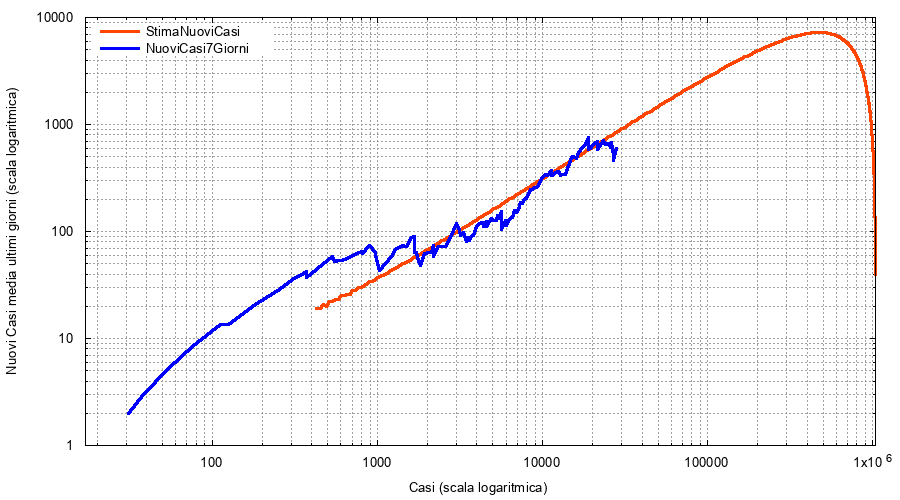 10000
1000
100
10
1
StimaNuoviCasi
NuoviCasi7Giorni
Nuovi Casi media ultimi giorni (scala logaritmica)
100 1000 10000 100000 1x10 6
Casi (scala logaritmica)